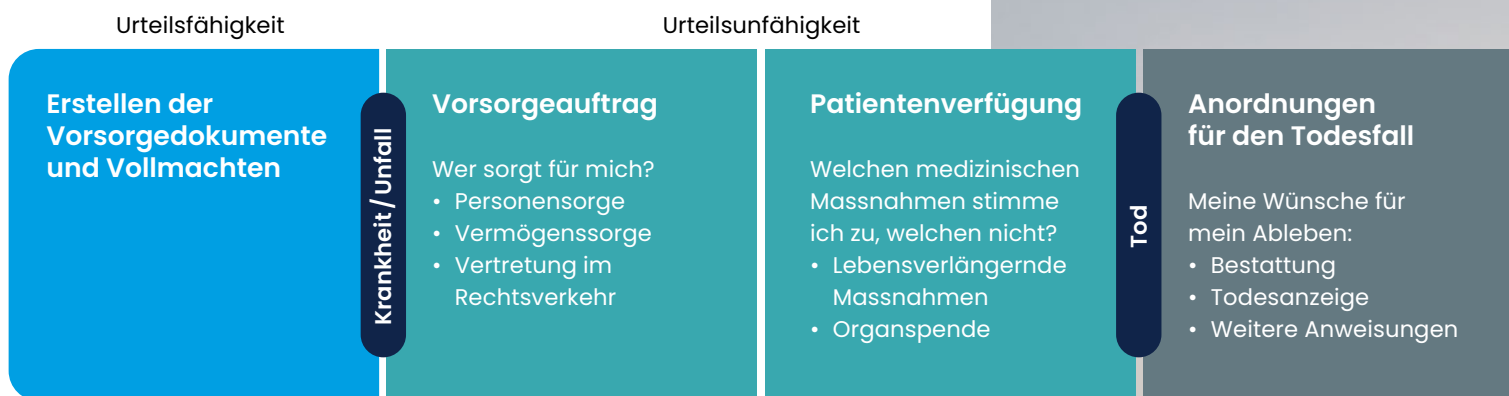 Urteilsfähigkeit
Urteilsunfähigkeit
Erstellen der
Vorsorgedokumente
und Vollmachten
Krankheit / Unfall
Vorsorgeauftrag
Wer sorgt für mich?
• Personensorge
• Vermögenssorge
• Vertretung im
Rechtsverkehr
Patientenverfügung
Welchen medizinischen
Massnahmen stimme
ich zu, welchen nicht?
• Lebensverlängernde
Massnahmen
• Organspende
Tod
Anordnungen
für den Todesfall
Meine Wünsche für
mein Ableben:
• Bestattung
• Todesanzeige
• Weitere Anweisungen